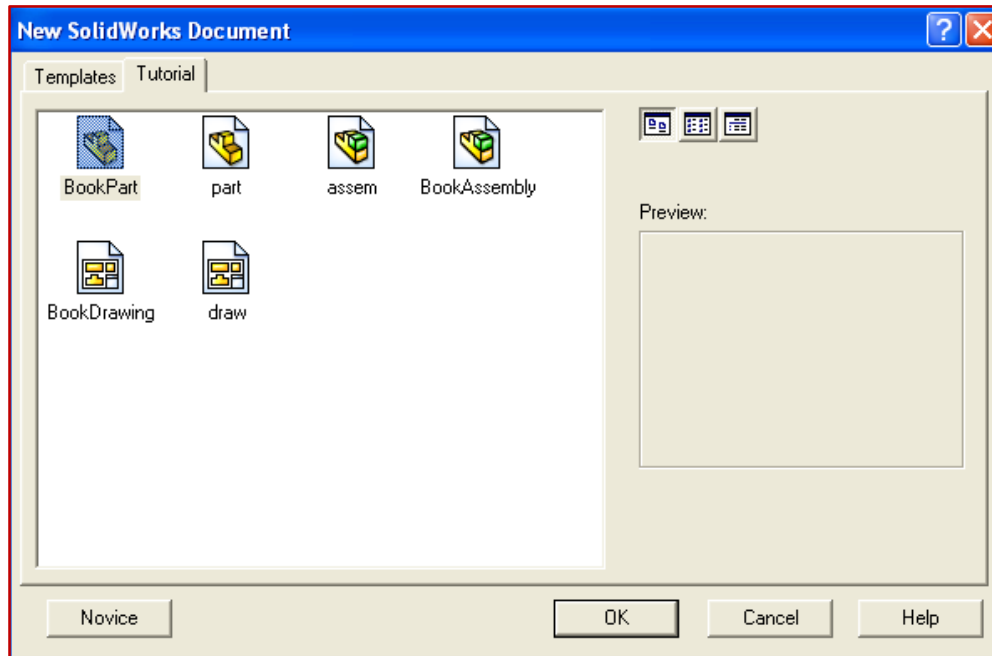 New SolidWorks Document
Templates Tutorial
BookPart part assem BookAssembly
Preview:
BookDrawing draw
Novice OK Cancel Help